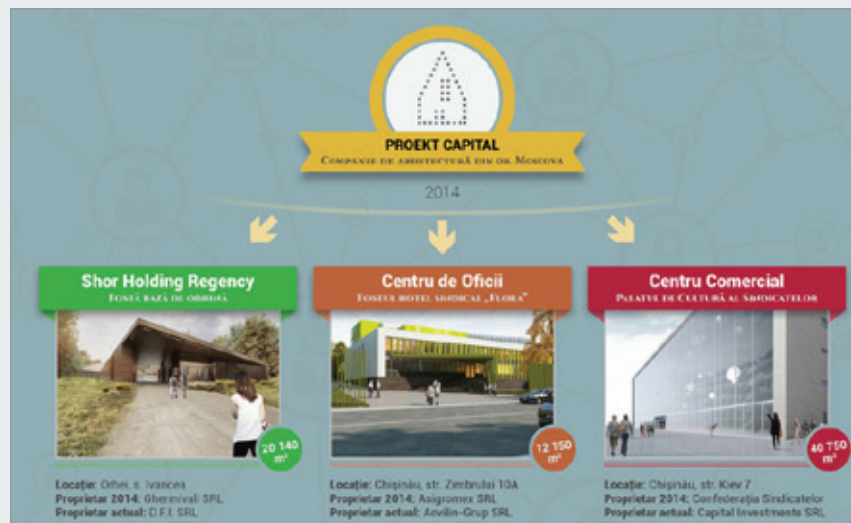 PROEKT CAPITAL
COMPANIE DE ARHITECTURĂ DIN OR. MOSCOVA
2014
Shor Holding Regency
FOSTĂ BAZĂ DE ODIHNĂ
20 140 m²
Locație: Orhei, s. Ivancea
Proprietar 2014: Ghermivali SRL
Proprietar actual: D.F.I. SRL
Centru de Oficii
FOSTUL HOTEL SINDICAL „FLORA”
12 150 m²
Locație: Chișinău, str. Zimbrului 10A
Proprietar 2014: Asigromex SRL
Proprietar actual: Acvilin-Grup SRL
Centru Comercial
PALATUL DE CULTURĂ AL SINDICATELOR
40 750 m²
Locație: Chișinău, str. Kiev 7
Proprietar 2014: Confederația Sindicatelor
Proprietar actual: Capital Investments SRL